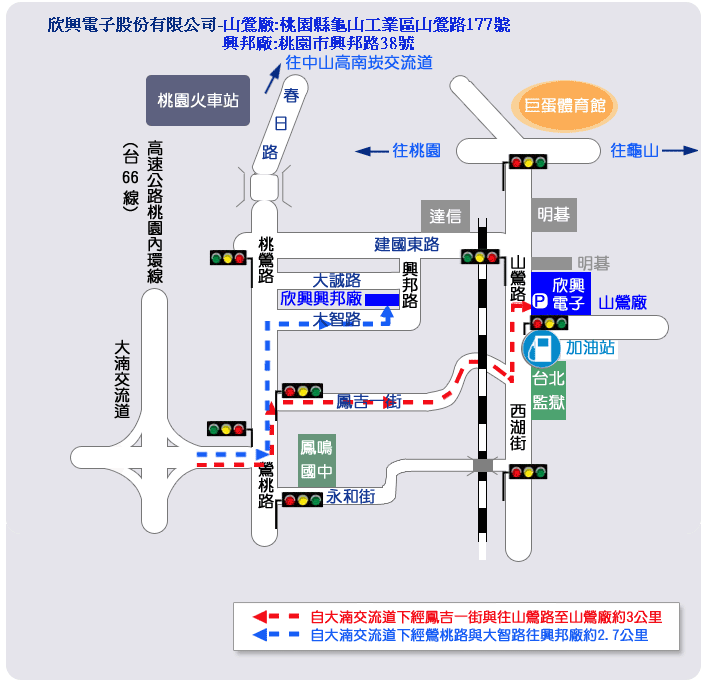 欣興電子股份有限公司-山鶯廠:桃園縣龜山工業區山鶯路177號
興邦廠:桃園市興邦路38號
往中山高南崁交流道
桃園火車站
春日路
巨蛋體育館
往桃園
往龜山
高速公路桃園內環線
(台66線)
達信
明碁
桃鶯路
建國東路
山鶯路
明碁
大誠路
興邦路
欣興興邦廠
欣興
P 電子
山鶯廠
大智路
大湳交流道
加油站
台北
監獄
鳳吉一街
西湖街
鳳鳴
國中
鶯桃路
永和街
自大湳交流道下經鳳吉一街與往山鶯路至山鶯廠約3公里
自大湳交流道下經鶯桃路與大智路往興邦廠約2.7公里